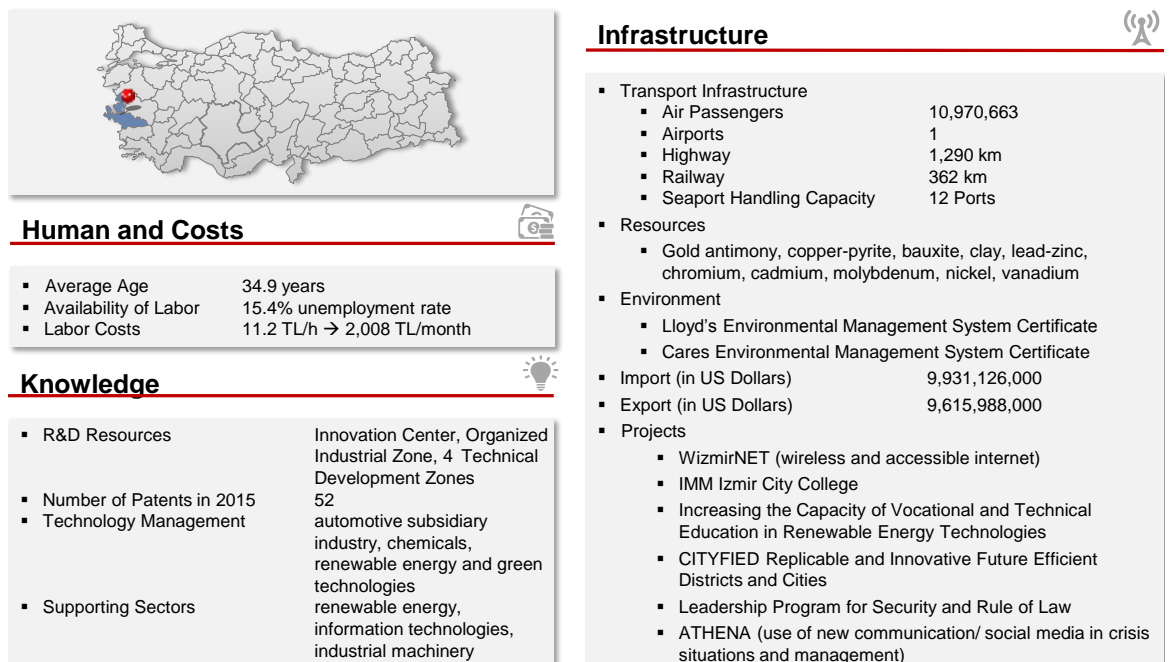 Human and Costs
Average Age 34.9 years
Availability of Labor 15.4% unemployment rate
Labor Costs 11.2 TL/h → 2,008 TL/month
Knowledge
R&D Resources Innovation Center, Organized
Industrial Zone, 4 Technical
Development Zones
Number of Patents in 2015 52
Technology Management automotive subsidiary
industry, chemicals,
renewable energy and green
technologies
Supporting Sectors renewable energy,
information technologies,
industrial machinery
Infrastructure
Transport Infrastructure
Air Passengers 10,970,663
Airports 1
Highway 1,290 km
Railway 362 km
Seaport Handling Capacity 12 Ports
Resources
Gold antimony, copper-pyrite, bauxite, clay, lead-zinc,
chromium, cadmium, molybdenum, nickel, vanadium
Environment
Lloyd's Environmental Management System Certificate
Cares Environmental Management System Certificate
Import (in US Dollars) 9,931,126,000
Export (in US Dollars) 9,615,988,000
Projects
WizmirNET (wireless and accessible internet)
IMM Izmir City College
Increasing the Capacity of Vocational and Technical
Education in Renewable Energy Technologies
CITYFIED Replicable and Innovative Future Efficient
Districts and Cities
Leadership Program for Security and Rule of Law
ATHENA (use of new communication/ social media in crisis
situations and management)